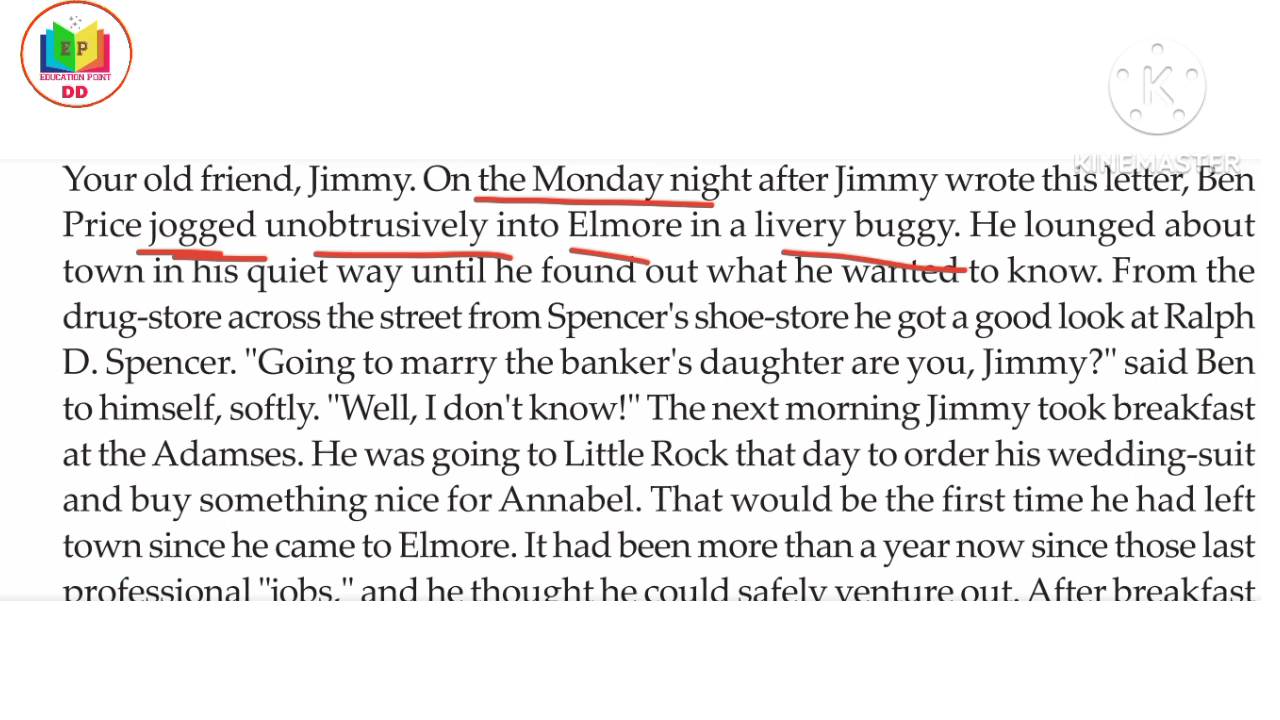 EP
EDUCATION POINT
DD
K
KINEMASTER
Your old friend, Jimmy. On the Monday night after Jimmy wrote this letter, Ben
Price jogged unobtrusively into Elmore in a livery buggy. He lounged about
town in his quiet way until he found out what he wanted to know. From the
drug-store across the street from Spencer's shoe-store he got a good look at Ralph
D. Spencer. "Going to marry the banker's daughter are you, Jimmy?" said Ben
to himself, softly. "Well, I don't know!" The next morning Jimmy took breakfast
at the Adamses. He was going to Little Rock that day to order his wedding-suit
and buy something nice for Annabel. That would be the first time he had left
town since he came to Elmore. It had been more than a year now since those last
professional "jobs," and he thought he could safely venture out. After breakfast